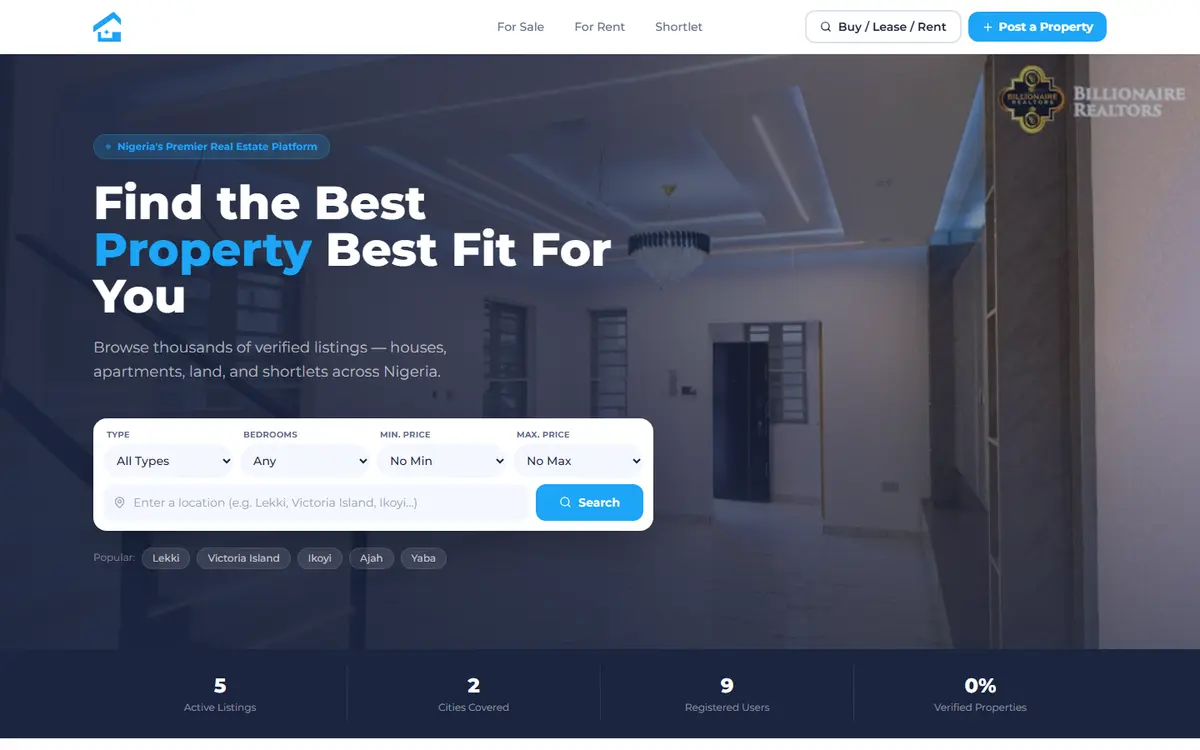 For Sale For Rent Shortlet Buy / Lease / Rent + Post a Property
BILLIONAIRE REALTORS
BILLIONAIRE
REALTORS
Nigeria's Premier Real Estate Platform
Find the Best
Property Best Fit For
You
Browse thousands of verified listings — houses,
apartments, land, and shortlets across Nigeria.
TYPE BEDROOMS MIN. PRICE MAX. PRICE
All Types Any No Min No Max
Enter a location (e.g. Lekki, Victoria Island, Ikoyi...) Search
Popular: Lekki Victoria Island Ikoyi Ajah Yaba
5 2 9 0%
Active Listings Cities Covered Registered Users Verified Properties